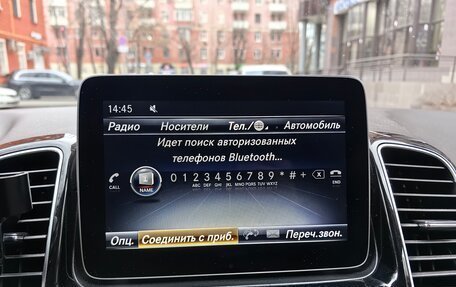 14:45
Радио Носители Тел./ Автомобиль
Идет поиск авторизованных
телефонов Bluetooth...
CALL NAME 0 1 2 3 4 5 6 7 8 9 * # + END
ABC DEF GHI JKL MNO PQRS TUV WXYZ
Опц. Соединить с приб. Переч.звон.